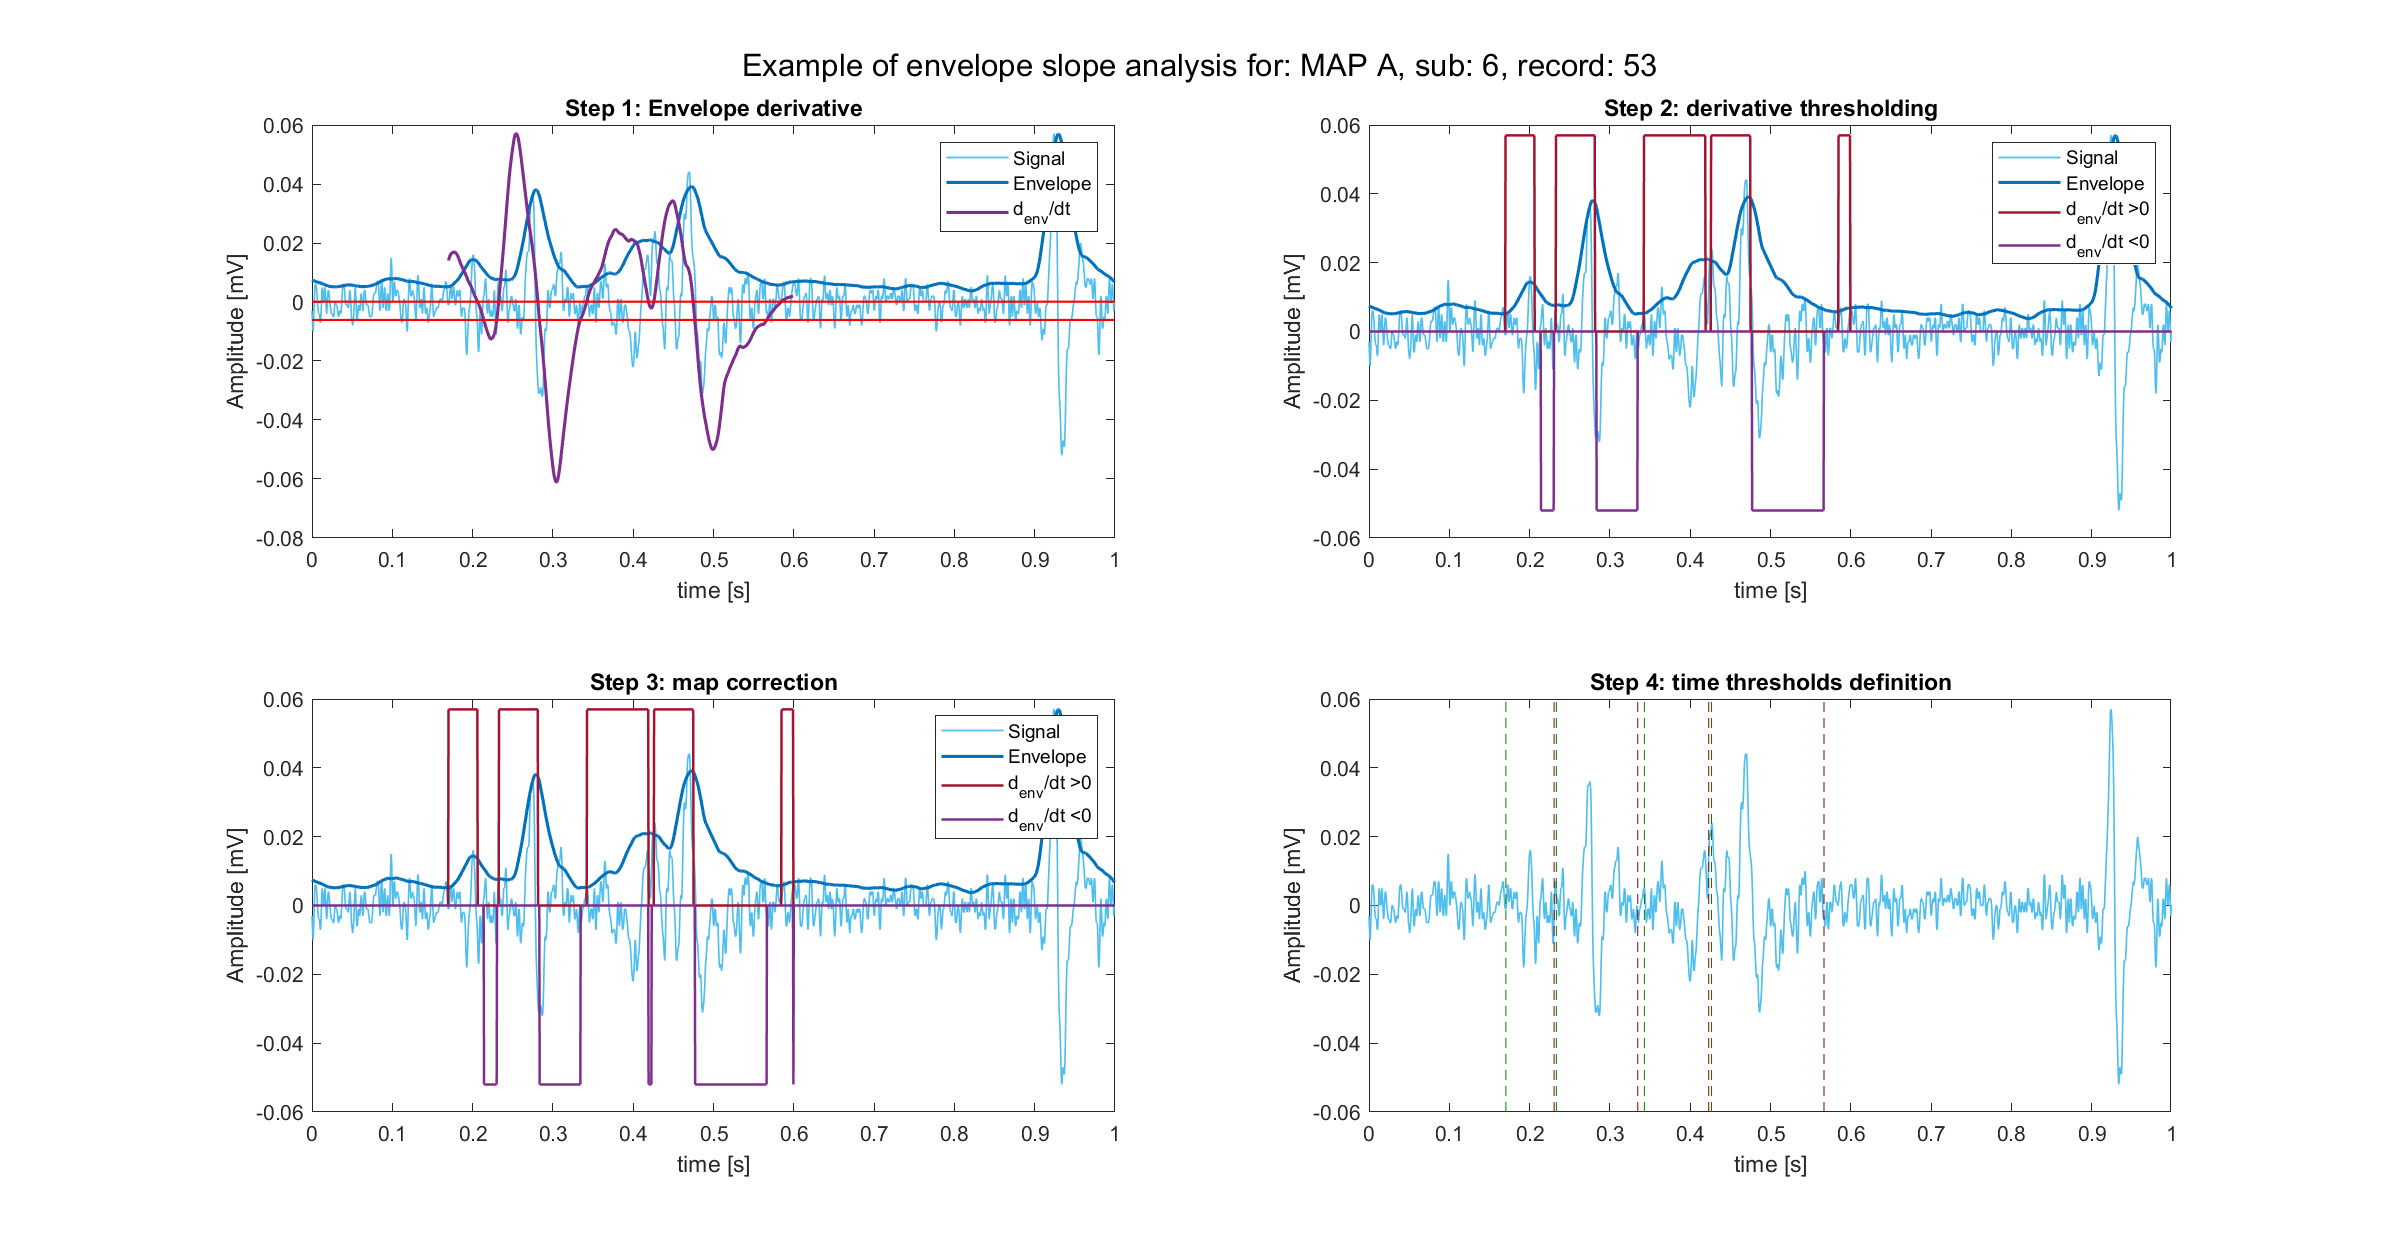 Example of envelope slope analysis for: MAP A, sub: 6, record: 53
Step 1: Envelope derivative
0.06
0.04
0.02
0
-0.02
-0.04
-0.06
-0.08
Amplitude [mV]
Signal
Envelope
d_env/dt
0 0.1 0.2 0.3 0.4 0.5 0.6 0.7 0.8 0.9 1
time [s]
Step 2: derivative thresholding
0.06
0.04
0.02
0
-0.02
-0.04
-0.06
Amplitude [mV]
Signal
Envelope
d_env/dt >0
d_env/dt <0
0 0.1 0.2 0.3 0.4 0.5 0.6 0.7 0.8 0.9 1
time [s]
Step 3: map correction
0.06
0.04
0.02
0
-0.02
-0.04
-0.06
Amplitude [mV]
Signal
Envelope
d_env/dt >0
d_env/dt <0
0 0.1 0.2 0.3 0.4 0.5 0.6 0.7 0.8 0.9 1
time [s]
Step 4: time thresholds definition
0.06
0.04
0.02
0
-0.02
-0.04
-0.06
Amplitude [mV]
0 0.1 0.2 0.3 0.4 0.5 0.6 0.7 0.8 0.9 1
time [s]